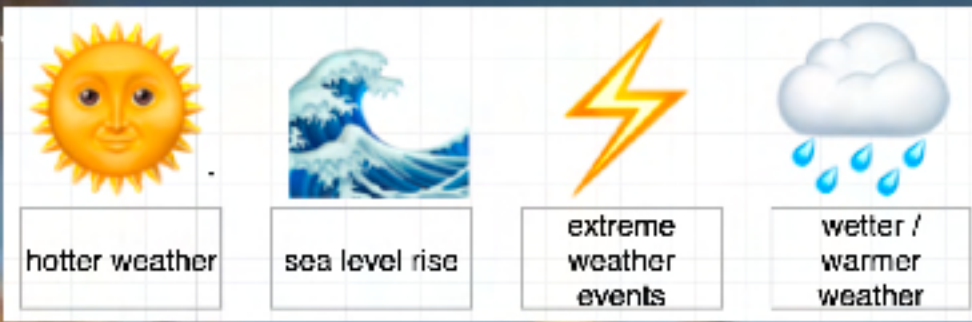 hotter weather
sea level rise
extreme
weather
events
wetter /
warmer
weather